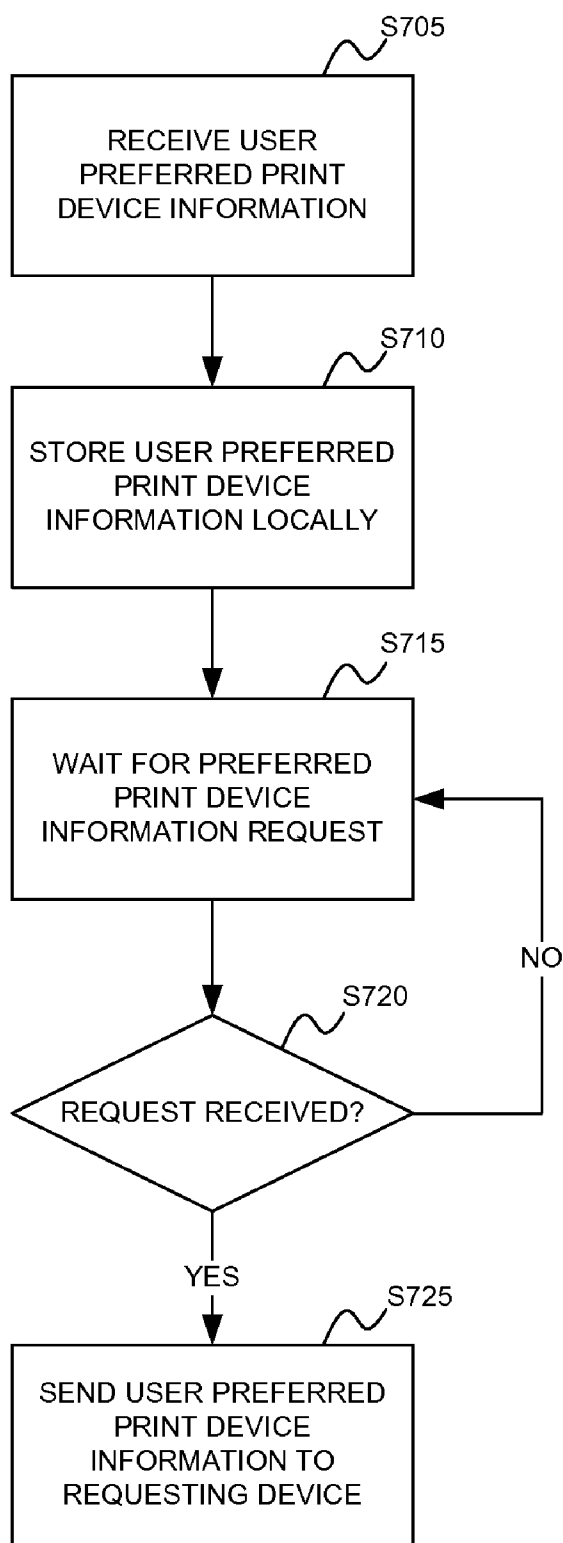 S705
RECEIVE USER
PREFERRED PRINT
DEVICE INFORMATION
S710
STORE USER PREFERRED
PRINT DEVICE
INFORMATION LOCALLY
S715
WAIT FOR PREFERRED
PRINT DEVICE
INFORMATION REQUEST
NO
S720
REQUEST RECEIVED?
YES
S725
SEND USER PREFERRED
PRINT DEVICE
INFORMATION TO
REQUESTING DEVICE